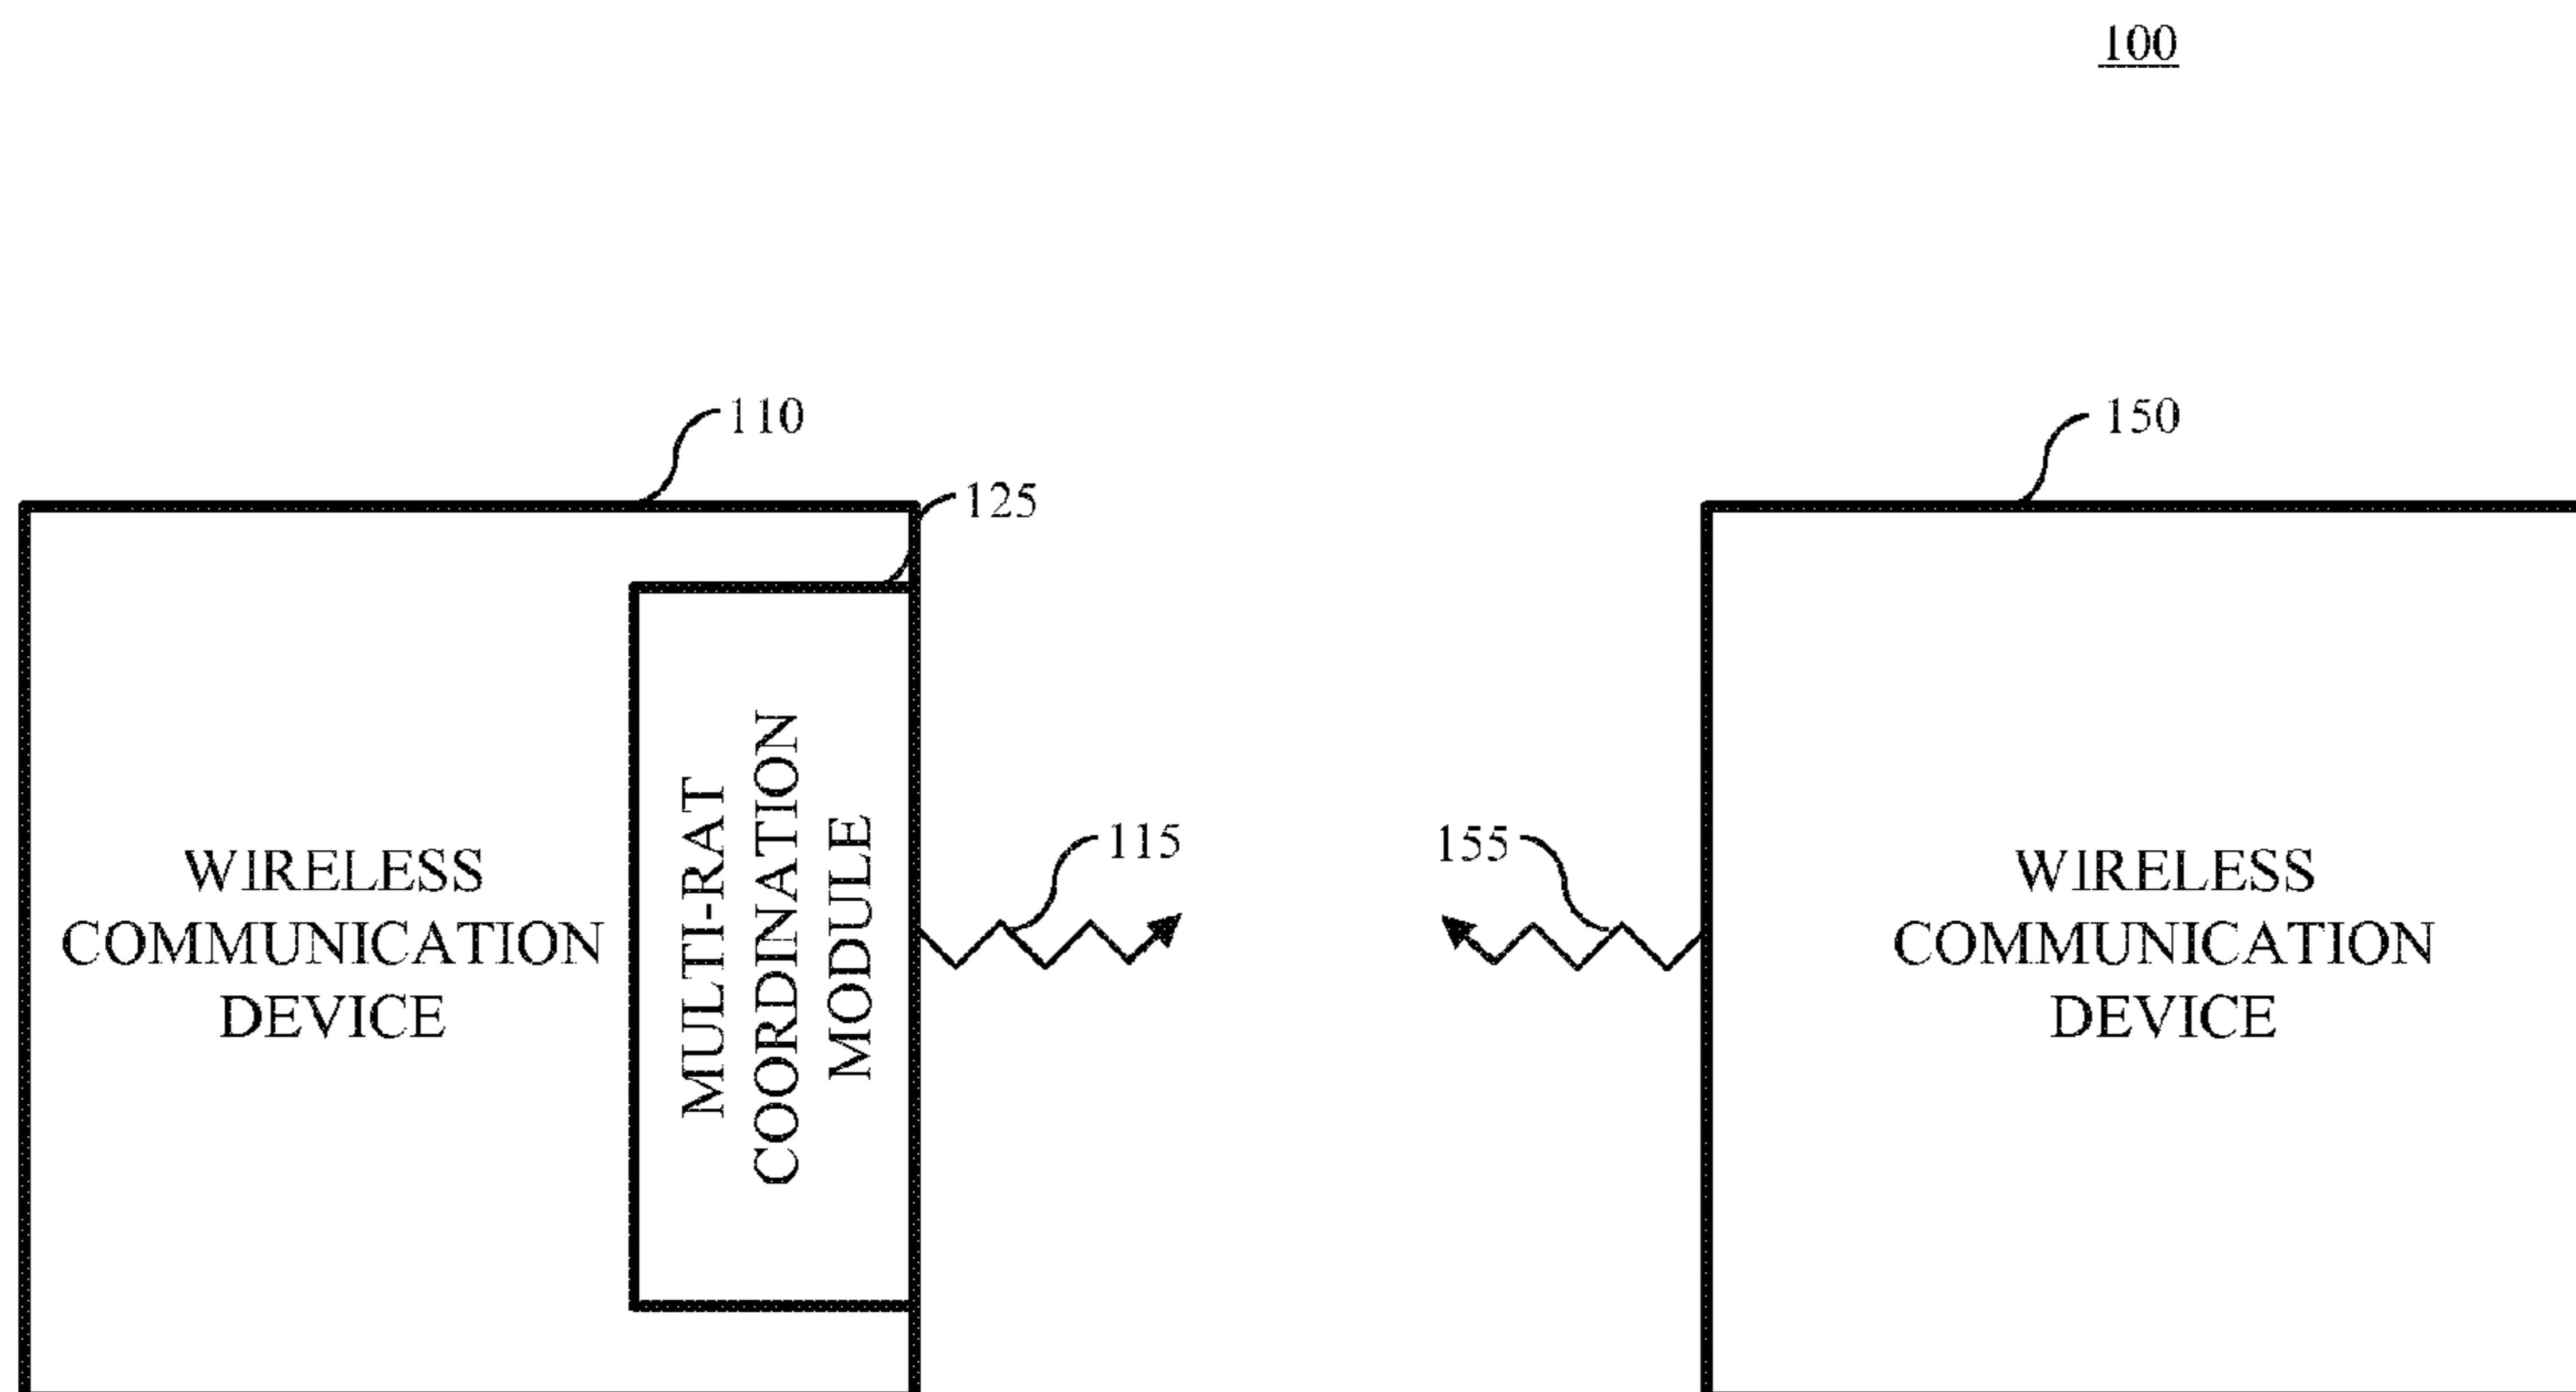 100
110
125
150
WIRELESS
COMMUNICATION
DEVICE
MULTI-RAT
COORDINATION
MODULE
115
155
WIRELESS
COMMUNICATION
DEVICE